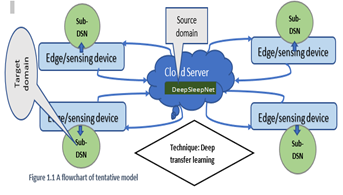 Sub-
DSN
Source
domain
Sub-
DSN
Edge/sensing device
Edge/sensing device
Target
domain
Cloud Server
DeepSleepNet
Edge/sensing device
Edge/sensing device
Sub-
DSN
Technique: Deep
transfer learning
Sub-
DSN
Figure 1.1 A flowchart of tentative model